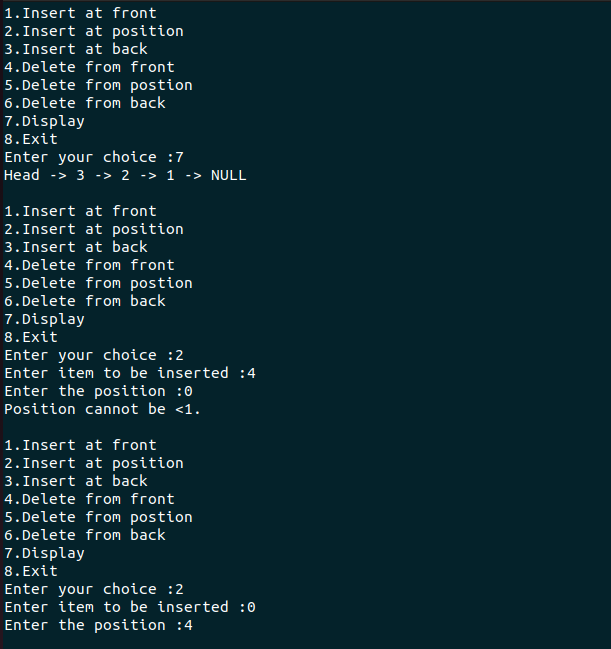 1.Insert at front
2.Insert at position
3.Insert at back
4.Delete from front
5.Delete from postion
6.Delete from back
7.Display
8.Exit
Enter your choice :7
Head -> 3 -> 2 -> 1 -> NULL
1.Insert at front
2.Insert at position
3.Insert at back
4.Delete from front
5.Delete from postion
6.Delete from back
7.Display
8.Exit
Enter your choice :2
Enter item to be inserted :4
Enter the position :0
Position cannot be <1.
1.Insert at front
2.Insert at position
3.Insert at back
4.Delete from front
5.Delete from postion
6.Delete from back
7.Display
8.Exit
Enter your choice :2
Enter item to be inserted :0
Enter the position :4